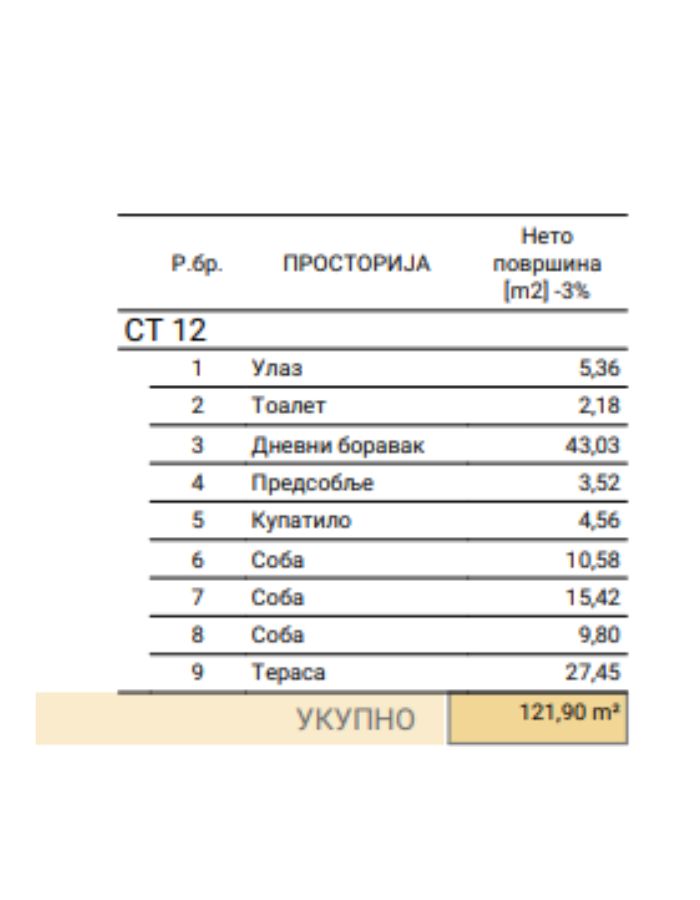 Р.бр. ПРОСТОРИЈА Нето
површина
[m2] -3%
СТ 12
1 Улаз 5,36
2 Тоалет 2,18
3 Дневни боравак 43,03
4 Предсобље 3,52
5 Купатило 4,56
6 Соба 10,58
7 Соба 15,42
8 Соба 9,80
9 Тераса 27,45
УКУПНО 121,90 m²